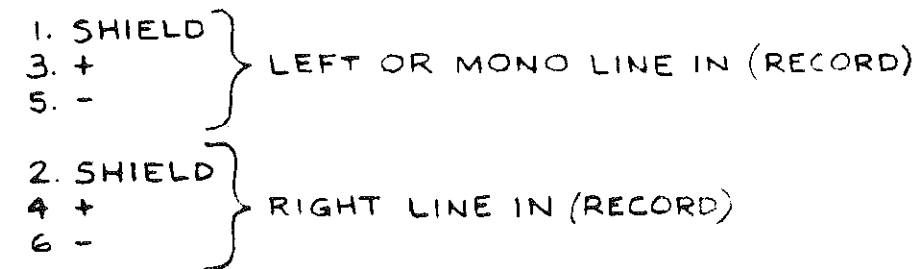 1. SHIELD
3. +
5. -
LEFT OR MONO LINE IN (RECORD)
2. SHIELD
4 +
6 -
RIGHT LINE IN (RECORD)